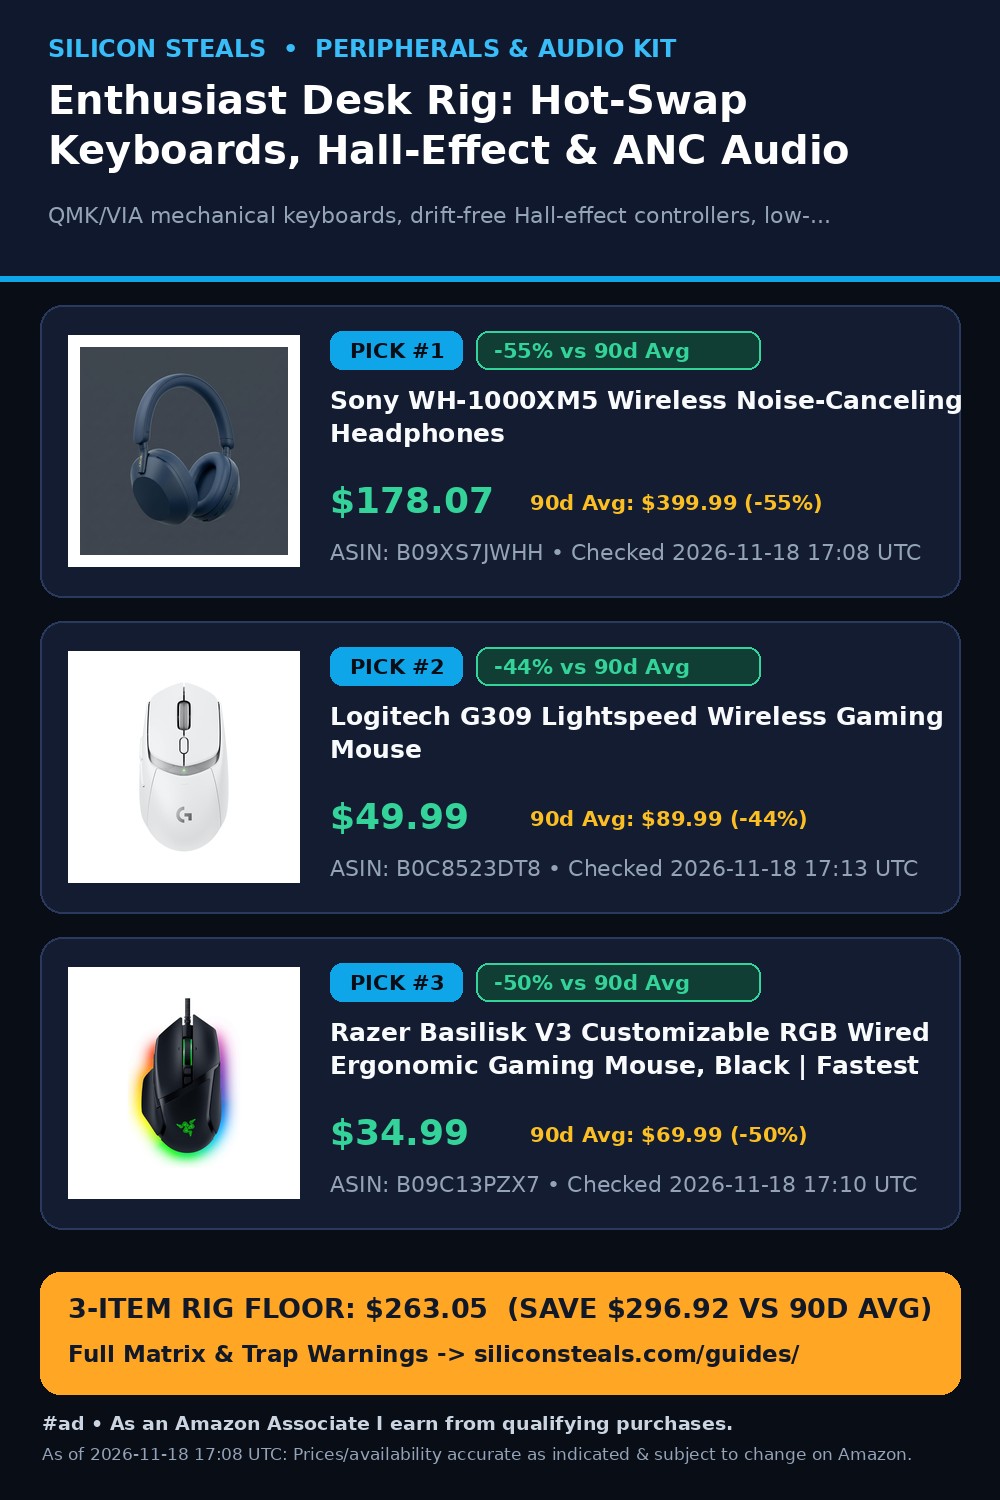 SILICON STEALS • PERIPHERALS & AUDIO KIT
Enthusiast Desk Rig: Hot-Swap
Keyboards, Hall-Effect & ANC Audio
QMK/VIA mechanical keyboards, drift-free Hall-effect controllers, low-...
PICK #1
-55% vs 90d Avg
Sony WH-1000XM5 Wireless Noise-Canceling
Headphones
$178.07
90d Avg: $399.99 (-55%)
ASIN: B09XS7JWHH • Checked 2026-11-18 17:08 UTC
PICK #2
-44% vs 90d Avg
Logitech G309 Lightspeed Wireless Gaming
Mouse
$49.99
90d Avg: $89.99 (-44%)
ASIN: B0C8523DT8 • Checked 2026-11-18 17:13 UTC
PICK #3
-50% vs 90d Avg
Razer Basilisk V3 Customizable RGB Wired
Ergonomic Gaming Mouse, Black | Fastest
$34.99
90d Avg: $69.99 (-50%)
ASIN: B09C13PZX7 • Checked 2026-11-18 17:10 UTC
3-ITEM RIG FLOOR: $263.05 (SAVE $296.92 VS 90D AVG)
Full Matrix & Trap Warnings -> siliconsteals.com/guides/
#ad • As an Amazon Associate I earn from qualifying purchases.
As of 2026-11-18 17:08 UTC: Prices/availability accurate as indicated & subject to change on Amazon.